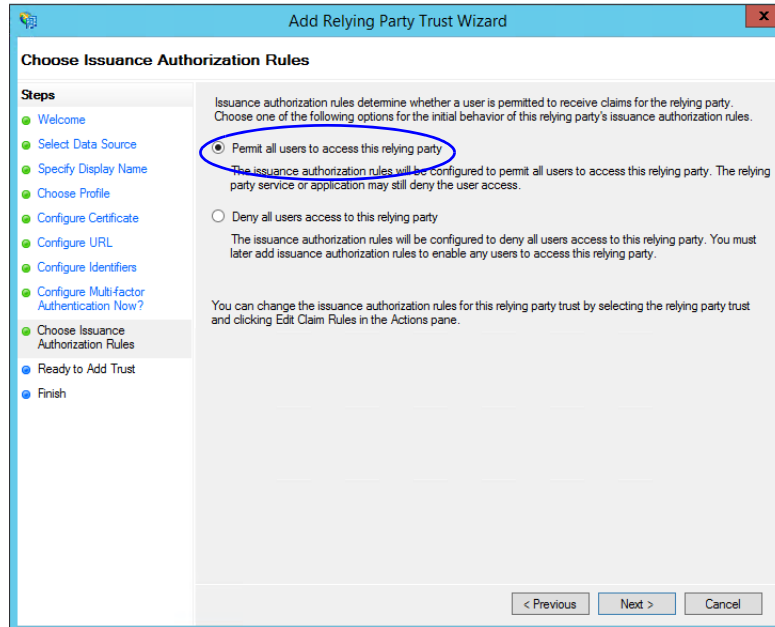 Add Relying Party Trust Wizard
x
Choose Issuance Authorization Rules
Steps
Welcome
Select Data Source
Specify Display Name
Choose Profile
Configure Certificate
Configure URL
Configure Identifiers
Configure Multi-factor
Authentication Now?
Choose Issuance
Authorization Rules
Ready to Add Trust
Finish
Issuance authorization rules determine whether a user is permitted to receive claims for the relying party.
Choose one of the following options for the initial behavior of this relying party's issuance authorization rules.
Permit all users to access this relying party
The issuance authorization rules will be configured to permit all users to access this relying party. The relying
party service or application may still deny the user access.
Deny all users access to this relying party
The issuance authorization rules will be configured to deny all users access to this relying party. You must
later add issuance authorization rules to enable any users to access this relying party.
You can change the issuance authorization rules for this relying party trust by selecting the relying party trust
and clicking Edit Claim Rules in the Actions pane.
< Previous
Next >
Cancel